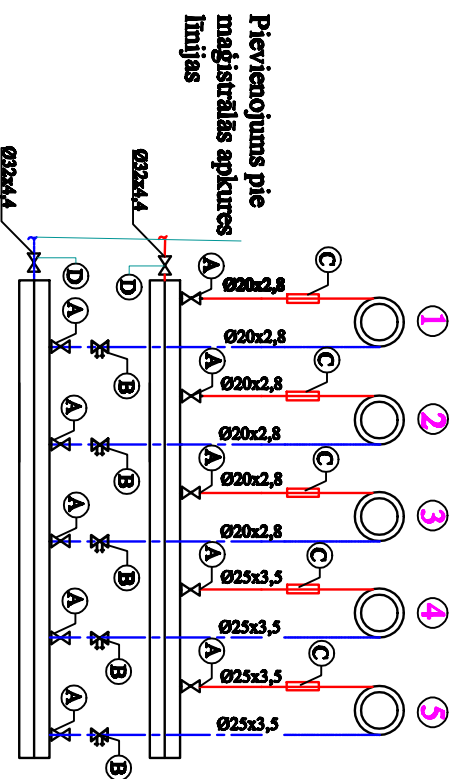 Pievienojums pie
maģistrālās apkures
līnijas
Ø32x4,4
Ø32x4,4
1
2
3
4
5
C
C
C
C
C
Ø20x2,8
Ø20x2,8
Ø20x2,8
Ø20x2,8
Ø20x2,8
Ø20x2,8
Ø25x3,5
Ø25x3,5
Ø25x3,5
Ø25x3,5
A
A
A
A
A
D
D
B
B
B
B
B
A
A
A
A
A